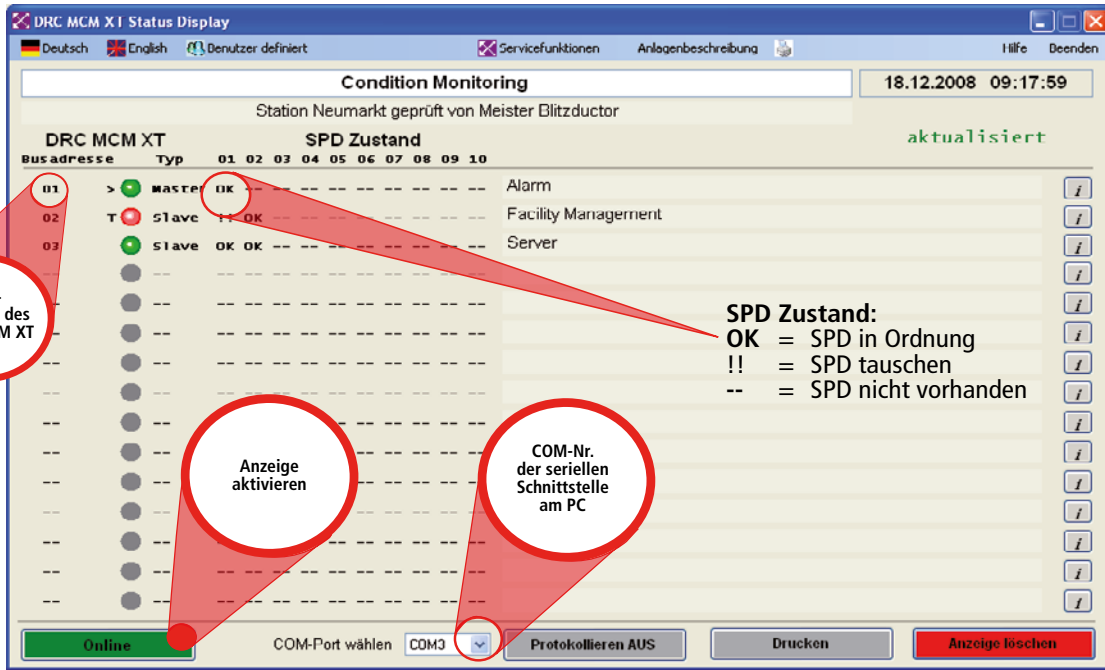 DRC MCM XT Status Display
Deutsch English Benutzer definiert Servicefunktionen Anlagenbeschreibung Hilfe Beenden
Condition Monitoring
18.12.2008 09:17:59
Station Neumarkt geprüft von Meister Blitzductor
DRC MCM XT SPD Zustand aktualisiert
Busadresse Typ 01 02 03 04 05 06 07 08 09 10
01 > Master OK -- -- -- -- -- -- -- -- -- Alarm i
02 T Slave !! OK -- -- -- -- -- -- -- -- Facility Management i
03 Slave OK OK -- -- -- -- -- -- -- -- Server i
-- -- -- -- -- -- -- -- -- -- -- i
des
M XT
-- -- -- -- -- -- -- -- -- -- -- -- i
-- -- -- -- -- -- -- -- -- -- -- -- i
-- -- -- -- -- -- -- -- -- -- -- -- i
-- -- -- -- -- -- -- -- -- -- i
SPD Zustand:
OK = SPD in Ordnung
!! = SPD tauschen
-- = SPD nicht vorhanden
-- -- -- -- -- -- -- i
-- -- -- -- -- -- i
-- -- -- -- -- -- i
-- -- -- -- -- -- i
-- -- -- -- -- -- -- i
-- -- -- -- -- -- -- -- i
-- -- -- -- -- -- -- -- i
Anzeige
aktivieren
COM-Nr.
der seriellen
Schnittstelle
am PC
Online COM-Port wählen COM3 Protokollieren AUS Drucken Anzeige löschen